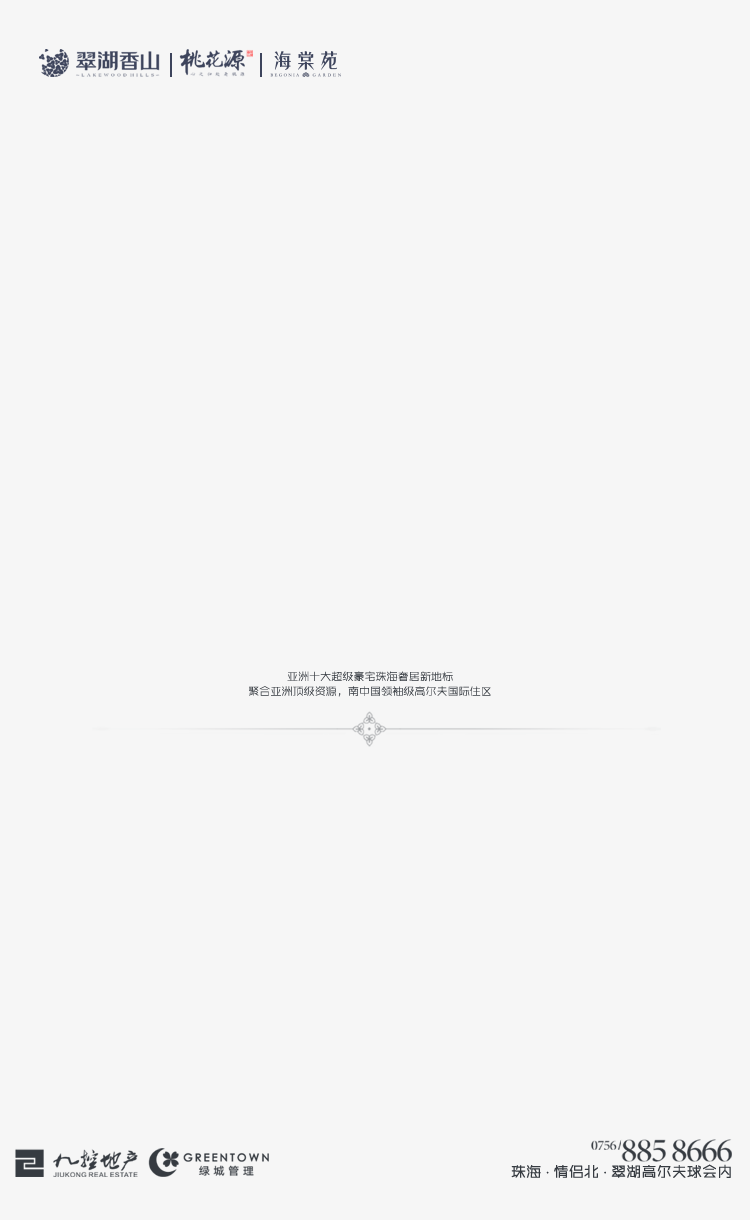 翠湖香山 桃花源 海棠苑
LAKEWOOD HILLS BEGONIA GARDEN
亚洲十大超级豪宅珠海奢居新地标
聚合亚洲顶级资源，南中国领袖级高尔夫国际住区
九控地产 GREENTOWN
JIUKONG REAL ESTATE 绿城管理
0756/885 8666
珠海·情侣北·翠湖高尔夫球会内